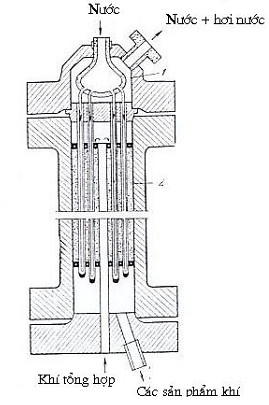 Nước
Nước + hơi nước
1
2
Khí tổng hợp
Các sản phẩm khí